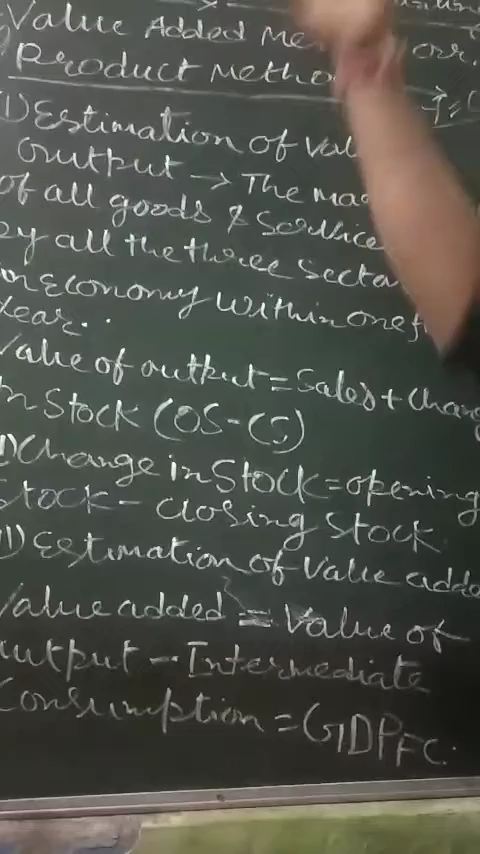 Value Added Me
Product Metho
I) Estimation of Val
output → The ma
of all goods & Service
by all the three Secto
an Economy within one f
Year.
Value of output = Sales + Chang
in Stock (OS-CS)
II) Change in Stock = opening
Stock - closing Stock
III) Estimation of Value adde
Value added = Value of
output - Intermediate
Consumption = GDPFC.